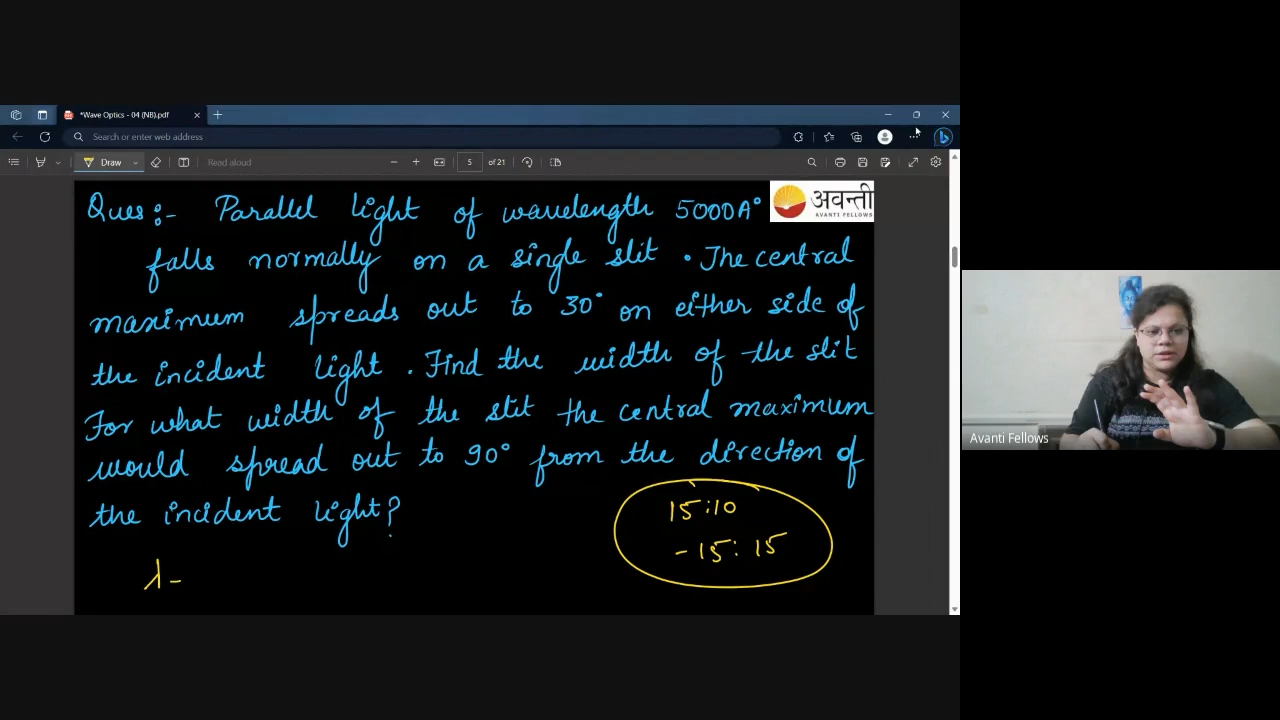 *Wave Optics - 04 (NB).pdf
Search or enter web address
Draw
Read aloud
5 of 21
Ques:- Parallel light of wavelength 5000A°
falls normally on a single slit. The central
maximum spreads out to 30° on either side of
the incident light. Find the width of the slit
For what width of the slit the central maximum
would spread out to 90° from the direction of
the incident light?
अवन्ती
AVANTI FELLOWS
15:10
-15:15
λ-
Avanti Fellows